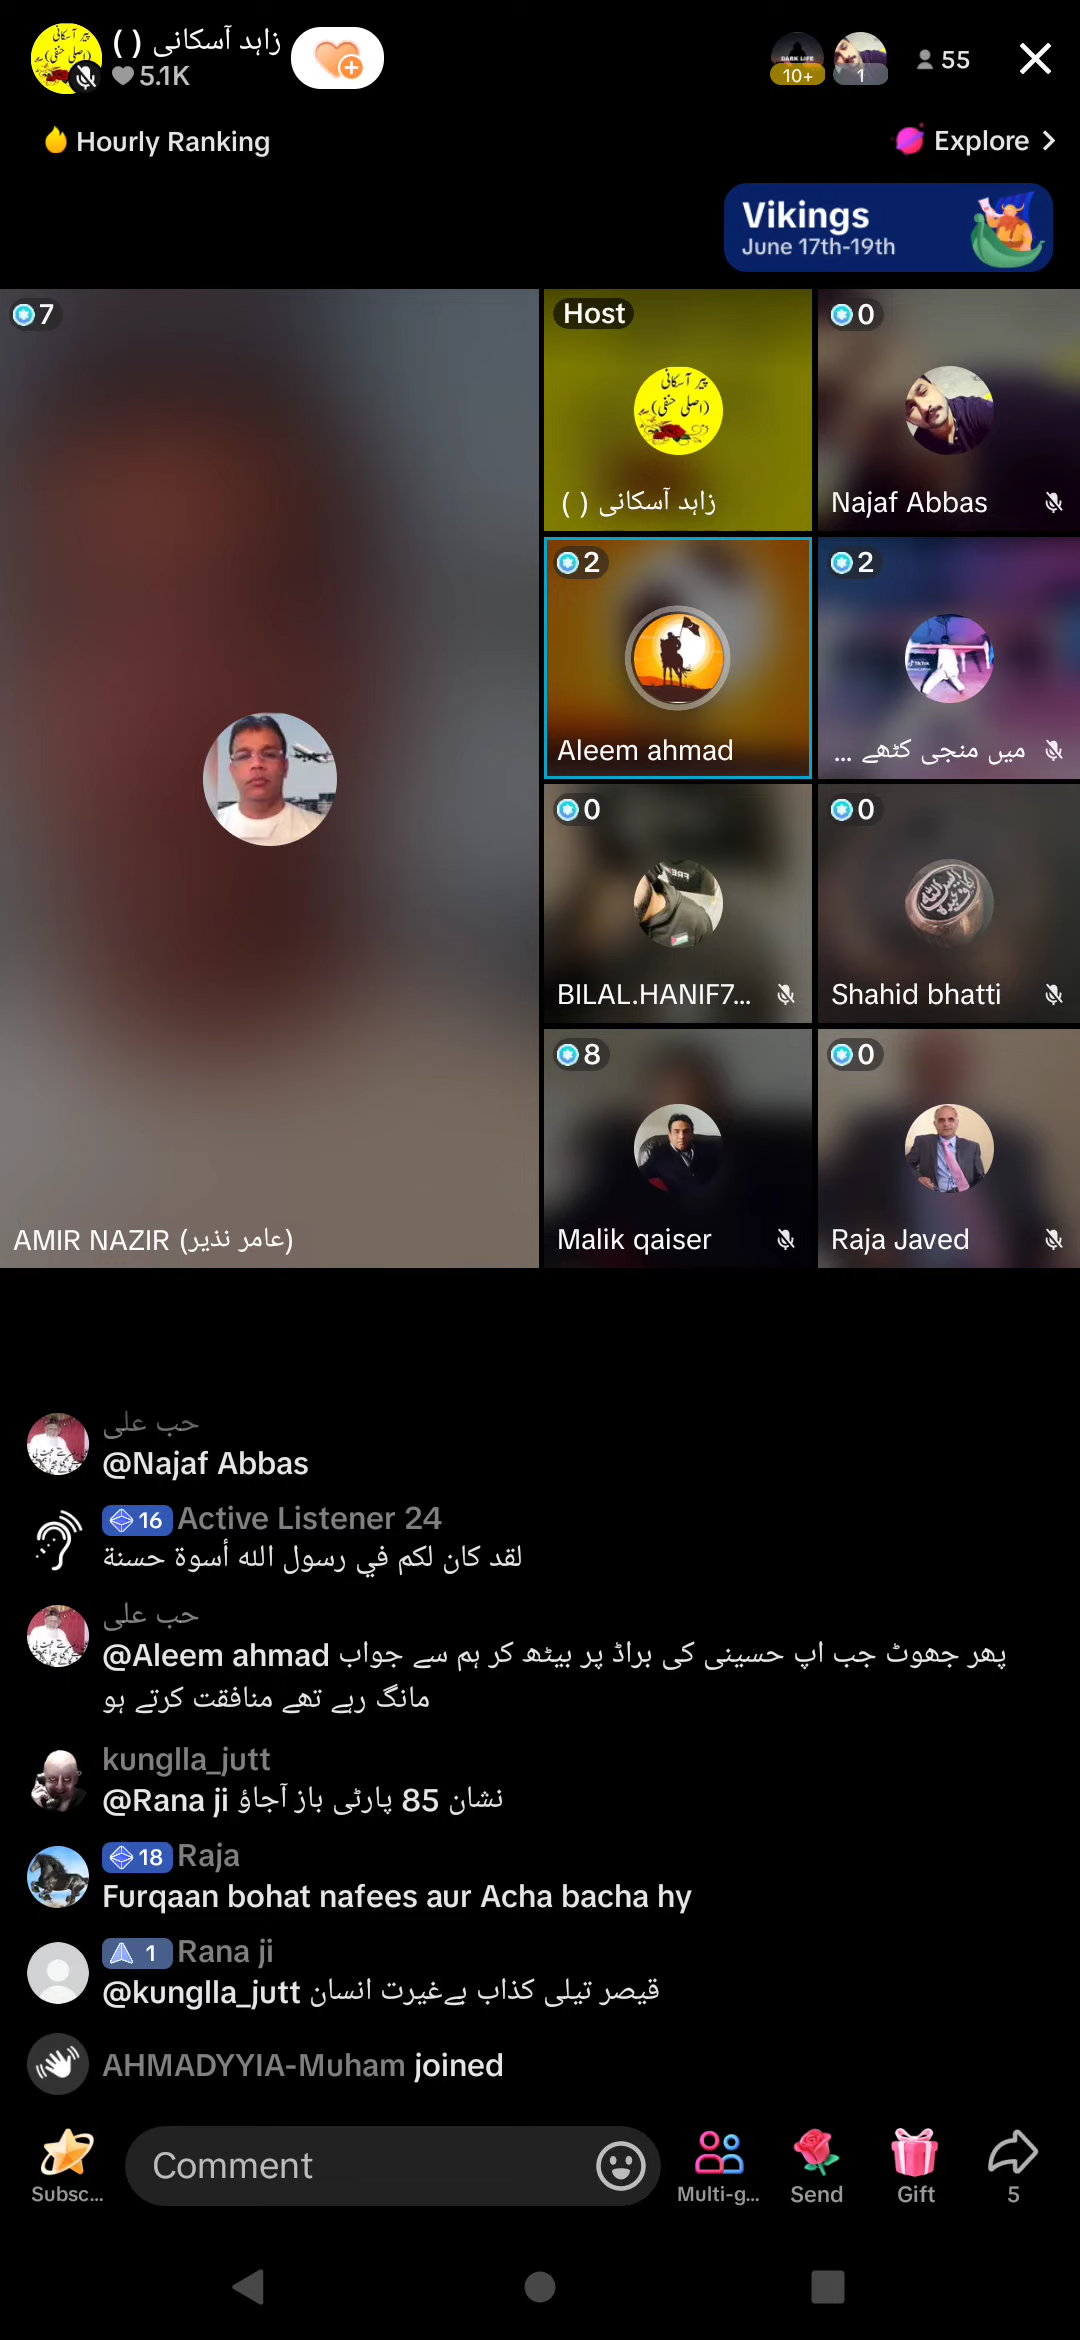 زاہد آسکانی ( )
5.1K
10+
1
55
Hourly Ranking
Explore
Vikings
June 17th-19th
7
Host
پیر آسکانی
(اصلی حنفی)
زاہد آسکانی ( )
0
Najaf Abbas
2
Aleem ahmad
2
میں منجی کٹھے ...
0
BILAL.HANIF7...
0
Shahid bhatti
8
Malik qaiser
0
Raja Javed
AMIR NAZIR (عامر نذیر)
حب علی
@Najaf Abbas
16 Active Listener 24
لقد كان لكم في رسول الله أسوة حسنة
حب علی
@Aleem ahmad پھر جھوٹ جب اپ حسینی کی براڈ پر بیٹھ کر ہم سے جواب
مانگ رہے تھے منافقت کرتے ہو
kunglla_jutt
@Rana ji نشان 85 پارٹی باز آجاؤ
18 Raja
Furqaan bohat nafees aur Acha bacha hy
1 Rana ji
@kunglla_jutt قیصر تیلی کذاب بےغیرت انسان
AHMADYYIA-Muham joined
Comment
Subsc...
Multi-g...
Send
Gift
5